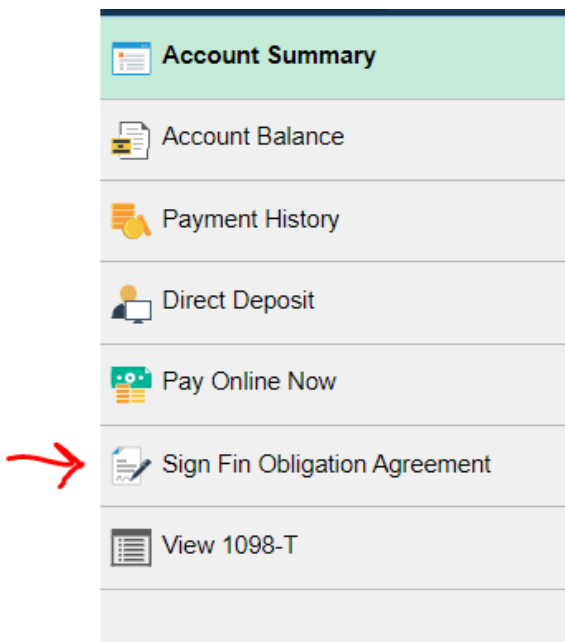 Account Summary
Account Balance
Payment History
Direct Deposit
Pay Online Now
Sign Fin Obligation Agreement
View 1098-T